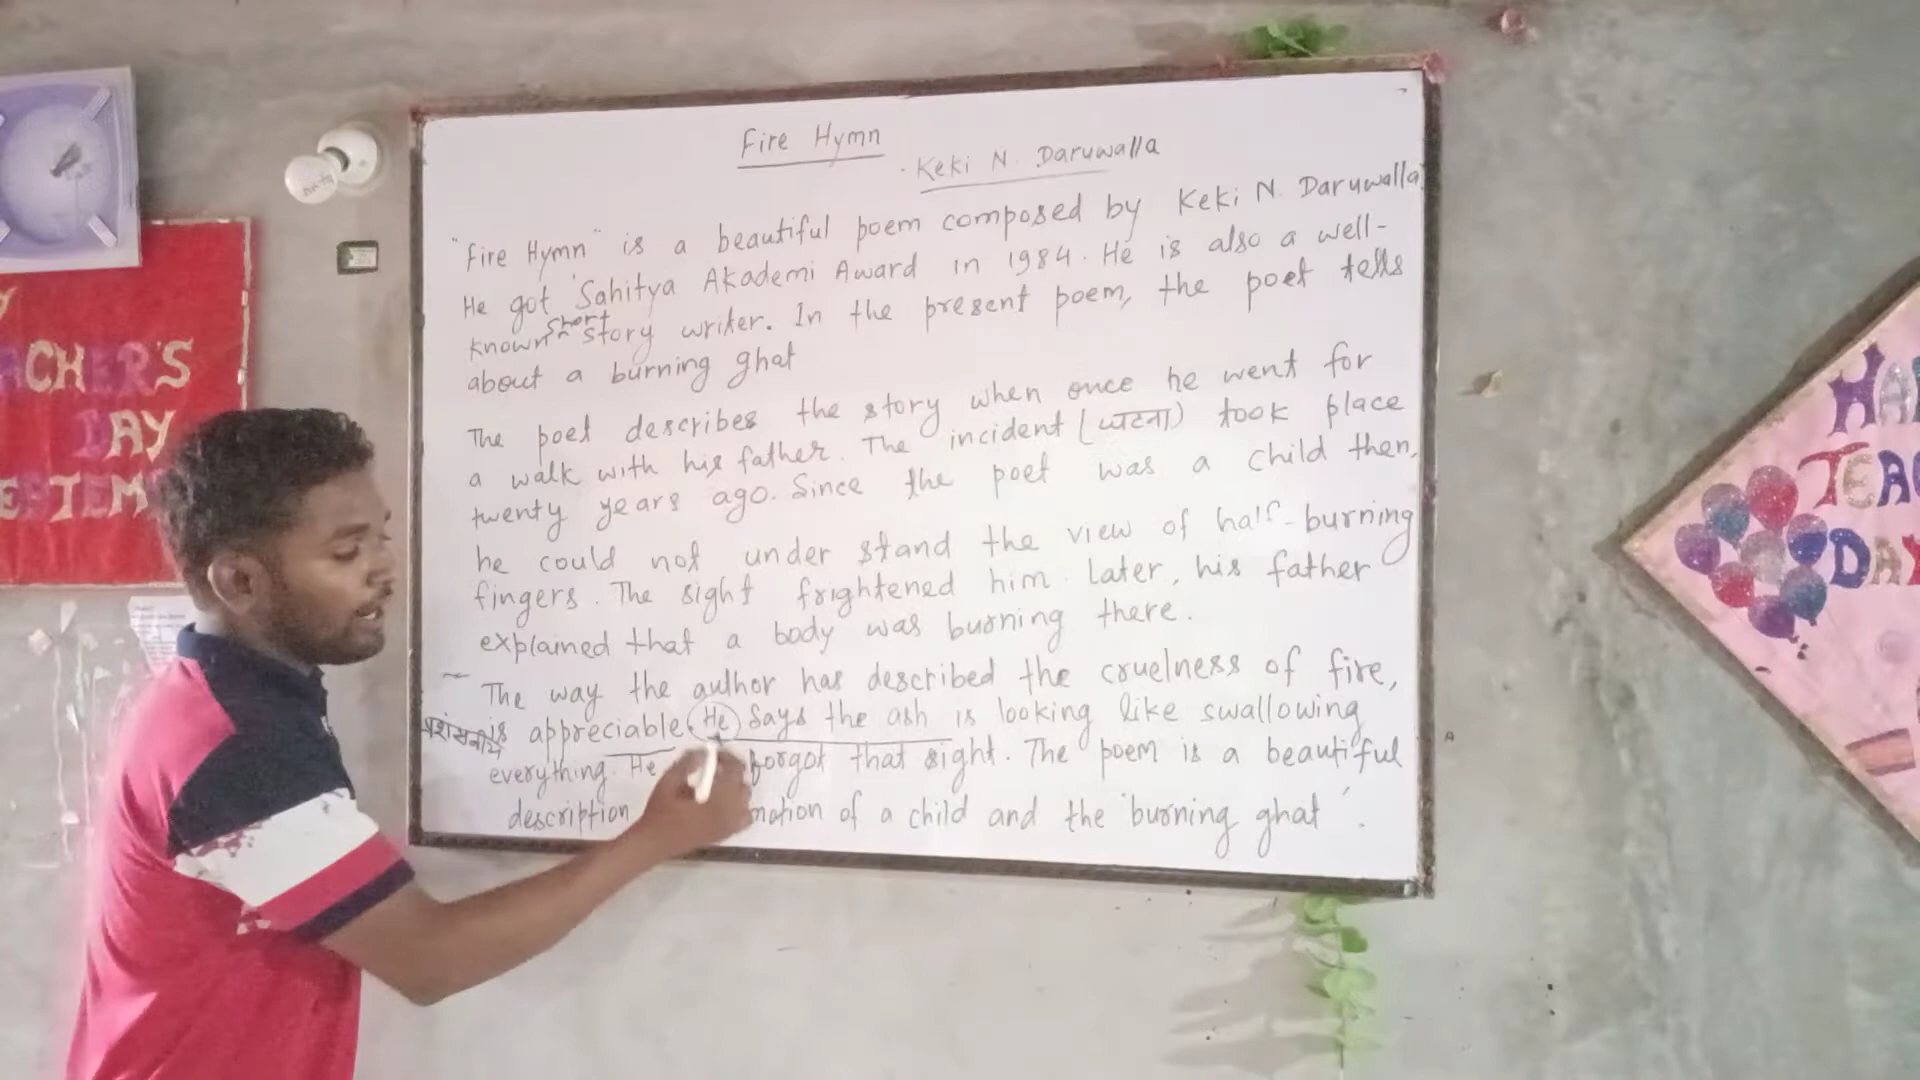 Fire Hymn
- Keki N. Daruwalla
"Fire Hymn" is a beautiful poem composed by Keki N. Daruwalla.
He got 'Sahitya Akademi Award in 1984. He is also a well-
known short story writer. In the present poem, the poet tells
about a burning ghat
The poet describes the story when once he went for
a walk with his father. The incident (घटना) took place
twenty years ago. Since the poet was a child then,
he could not under stand the view of half-burning
fingers. The sight frightened him. Later, his father
explained that a body was burning there.
The way the author has described the cruelness of fire,
is appreciable. He says the ash is looking like swallowing
प्रशंसनीय
everything. He forgot that sight. The poem is a beautiful
description of a child and the 'burning ghat'.
CHER'S
DAY
TEM
HA
TEA
DAY